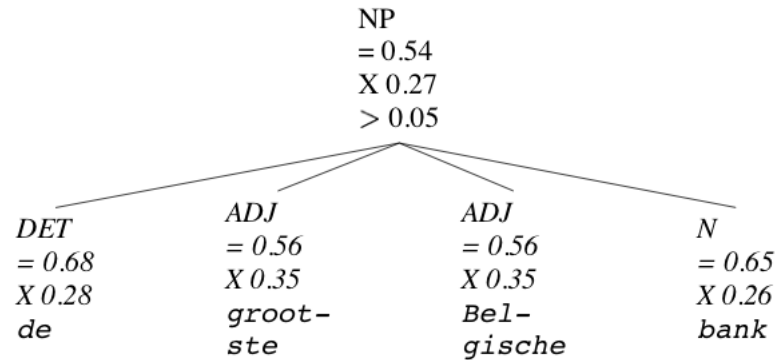 NP
= 0.54
X 0.27
> 0.05
DET
= 0.68
X 0.28
de
ADJ
= 0.56
X 0.35
groot-
ste
ADJ
= 0.56
X 0.35
Bel-
gische
N
= 0.65
X 0.26
bank